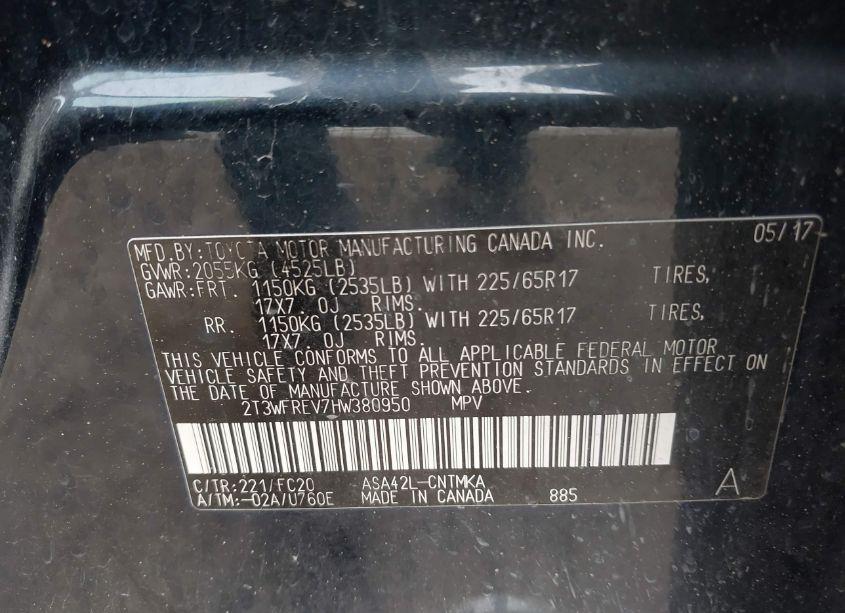 MFD.BY:TOYOTA MOTOR MANUFACTURING CANADA INC. 05/17
GVWR:2055KG (4525LB)
GAWR:FRT. 1150KG (2535LB) WITH 225/65R17 TIRES,
17X7.0J RIMS.
RR. 1150KG (2535LB) WITH 225/65R17 TIRES,
17X7.0J RIMS.
THIS VEHICLE CONFORMS TO ALL APPLICABLE FEDERAL MOTOR
VEHICLE SAFETY AND THEFT PREVENTION STANDARDS IN EFFECT ON
THE DATE OF MANUFACTURE SHOWN ABOVE.
2T3WFREV7HW380950 MPV
C/TR:221/FC20 ASA42L-CNTMKA
A/TM:-02A/U760E MADE IN CANADA 885 A